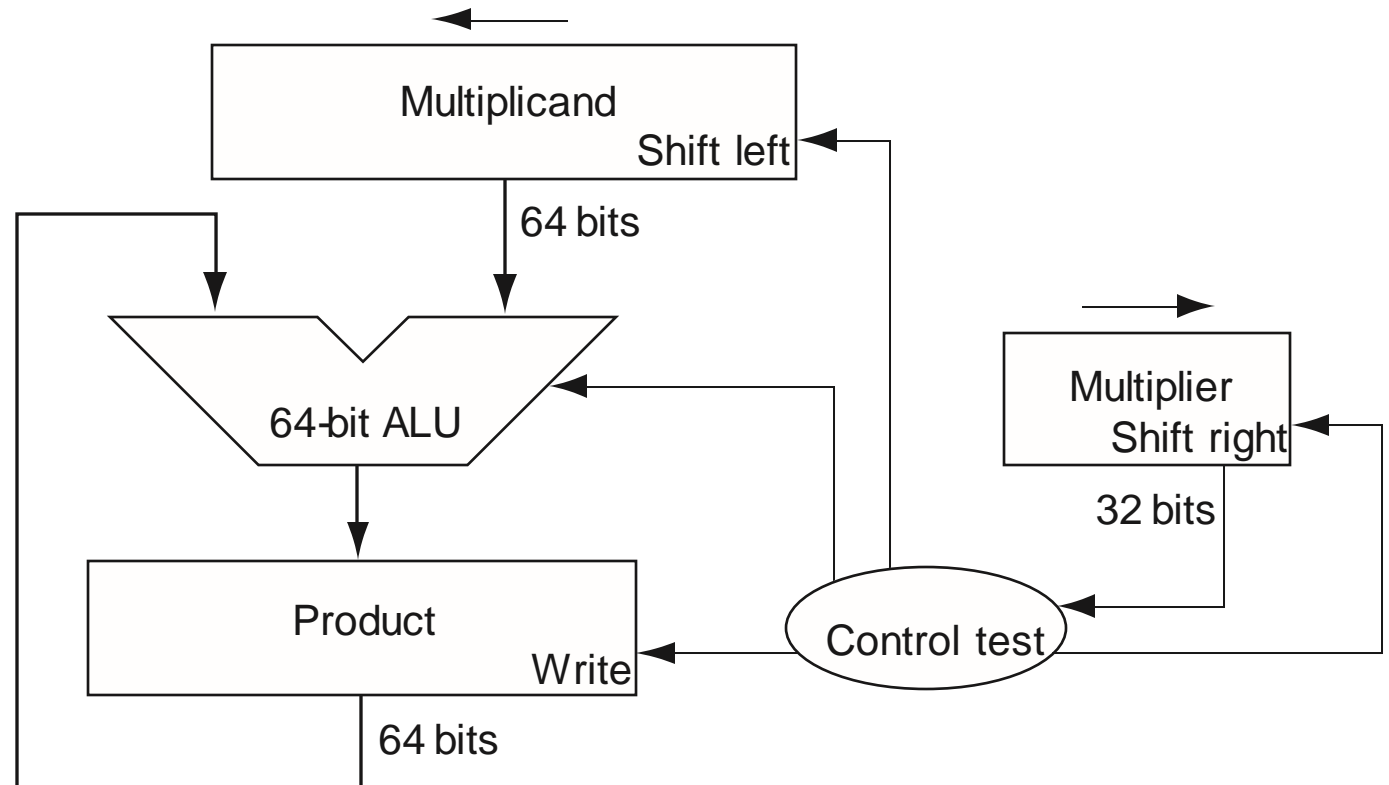 Multiplicand
Shift left
64 bits
64-bit ALU
Multiplier
Shift right
32 bits
Product
Write
Control test
64 bits